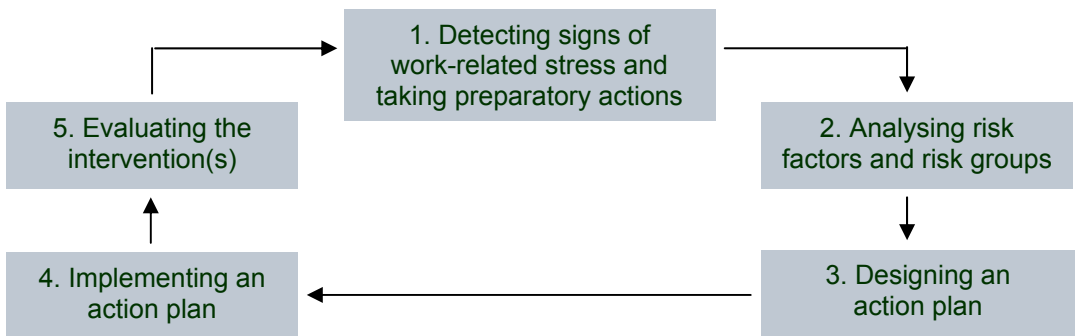 1. Detecting signs of
work-related stress and
taking preparatory actions
2. Analysing risk
factors and risk groups
3. Designing an
action plan
4. Implementing an
action plan
5. Evaluating the
intervention(s)